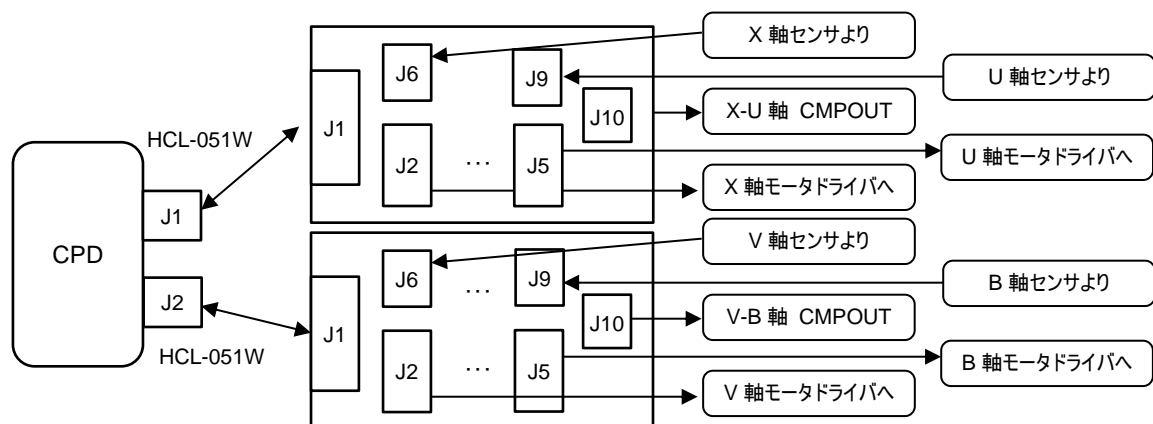 X 軸センサより
J6
J9
U 軸センサより
J10
X-U 軸 CMPOUT
HCL-051W
J1
J2
…
J5
U 軸モータドライバへ
X 軸モータドライバへ
J1
CPD
V 軸センサより
J6
…
J9
B 軸センサより
J2
J10
V-B 軸 CMPOUT
HCL-051W
J1
J2
…
J5
B 軸モータドライバへ
V 軸モータドライバへ